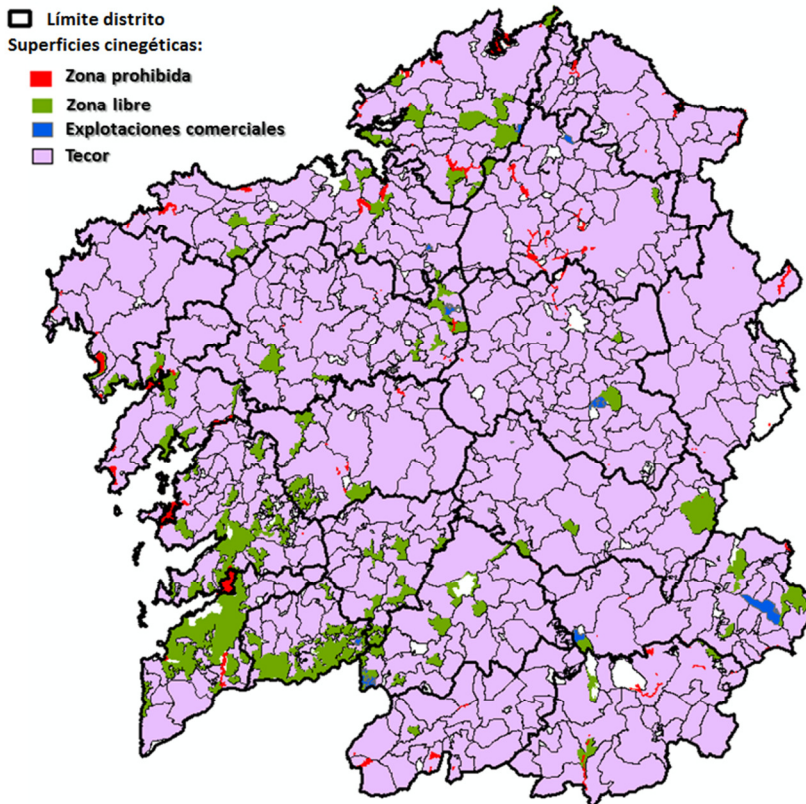 Límite distrito
Superficies cinegéticas:
Zona prohibida
Zona libre
Explotaciones comerciales
Tecor